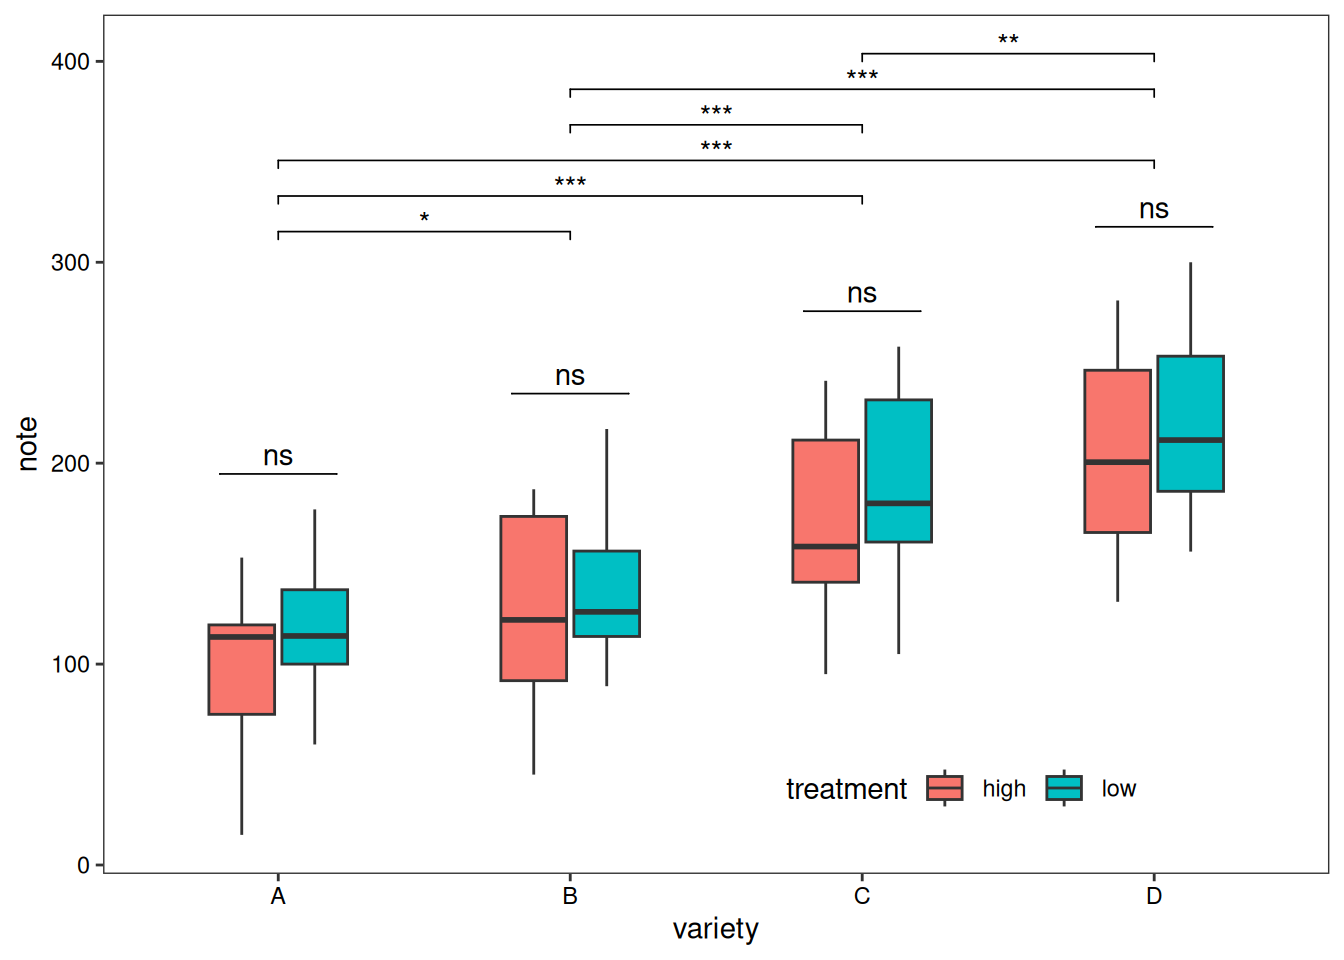 **
400
***
***
***
***
*
ns
300
ns
ns
note
200
ns
100
treatment high low
0
A B C D
variety